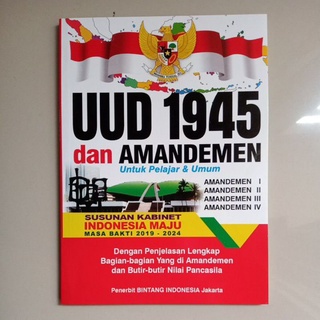 UUD 1945
dan AMANDEMEN
Untuk Pelajar & Umum
AMANDEMEN I
AMANDEMEN II
AMANDEMEN III
AMANDEMEN IV
SUSUNAN KABINET
INDONESIA MAJU
MASA BAKTI 2019 - 2024
Dengan Penjelasan Lengkap
Bagian-bagian Yang di Amandemen
dan Butir-butir Nilai Pancasila
Penerbit BINTANG INDONESIA Jakarta